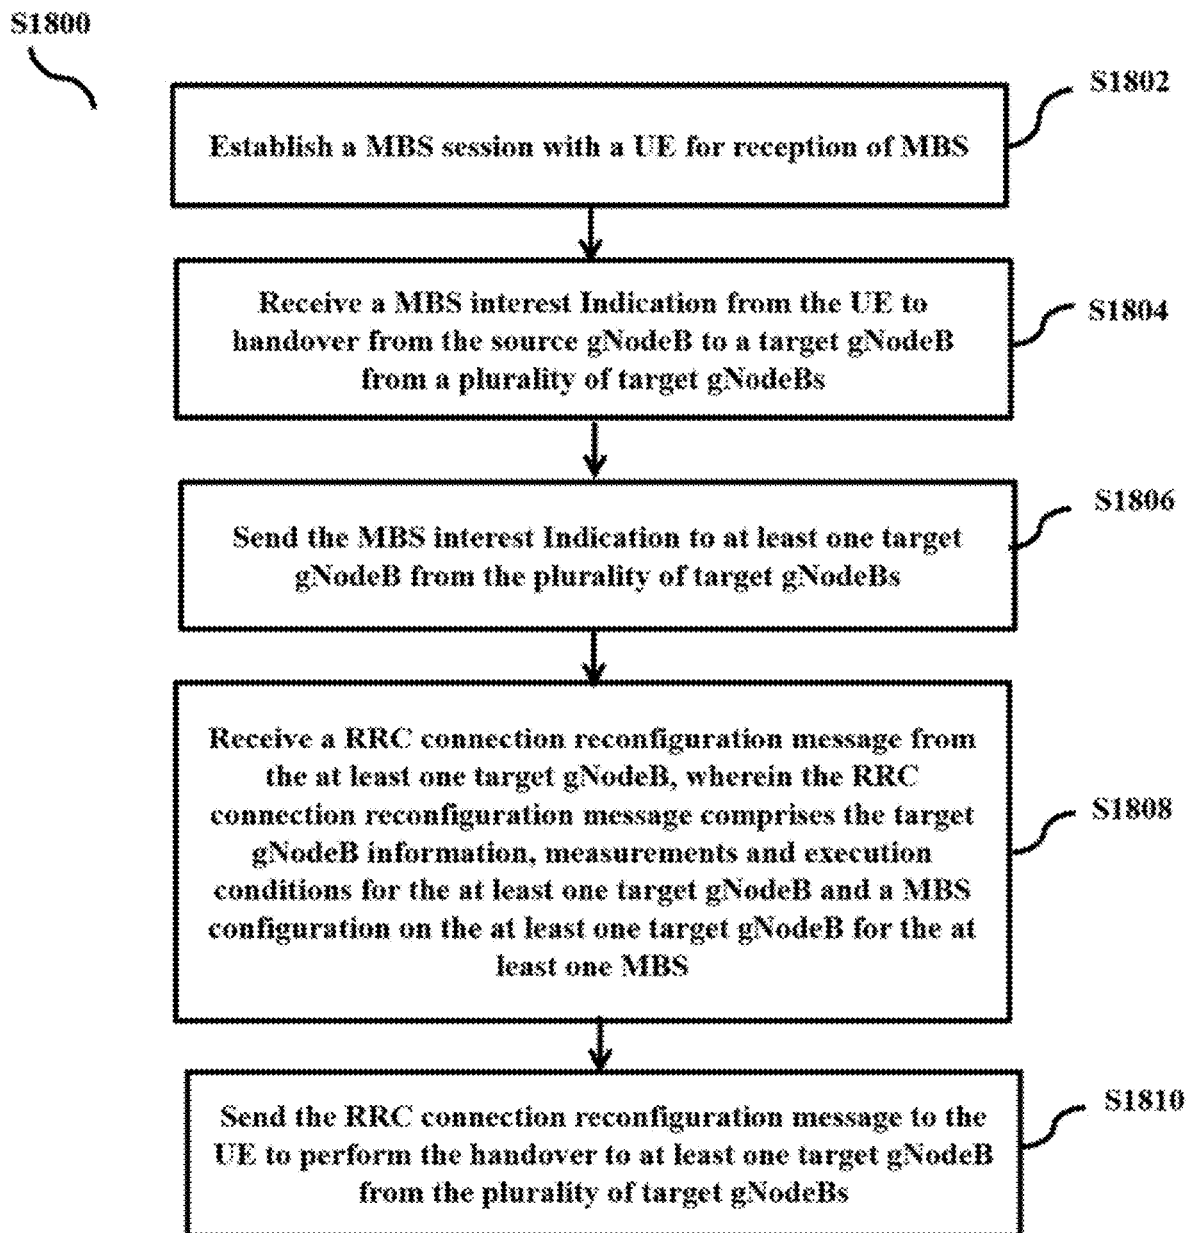 S1800
S1802
Establish a MBS session with a UE for reception of MBS
S1804
Receive a MBS interest Indication from the UE to
handover from the source gNodeB to a target gNodeB
from a plurality of target gNodeBs
S1806
Send the MBS interest Indication to at least one target
gNodeB from the plurality of target gNodeBs
Receive a RRC connection reconfiguration message from
the at least one target gNodeB, wherein the RRC
connection reconfiguration message comprises the target
gNodeB information, measurements and execution
conditions for the at least one target gNodeB and a MBS
configuration on the at least one target gNodeB for the at
least one MBS
S1808
Send the RRC connection reconfiguration message to the
UE to perform the handover to at least one target gNodeB
from the plurality of target gNodeBs
S1810